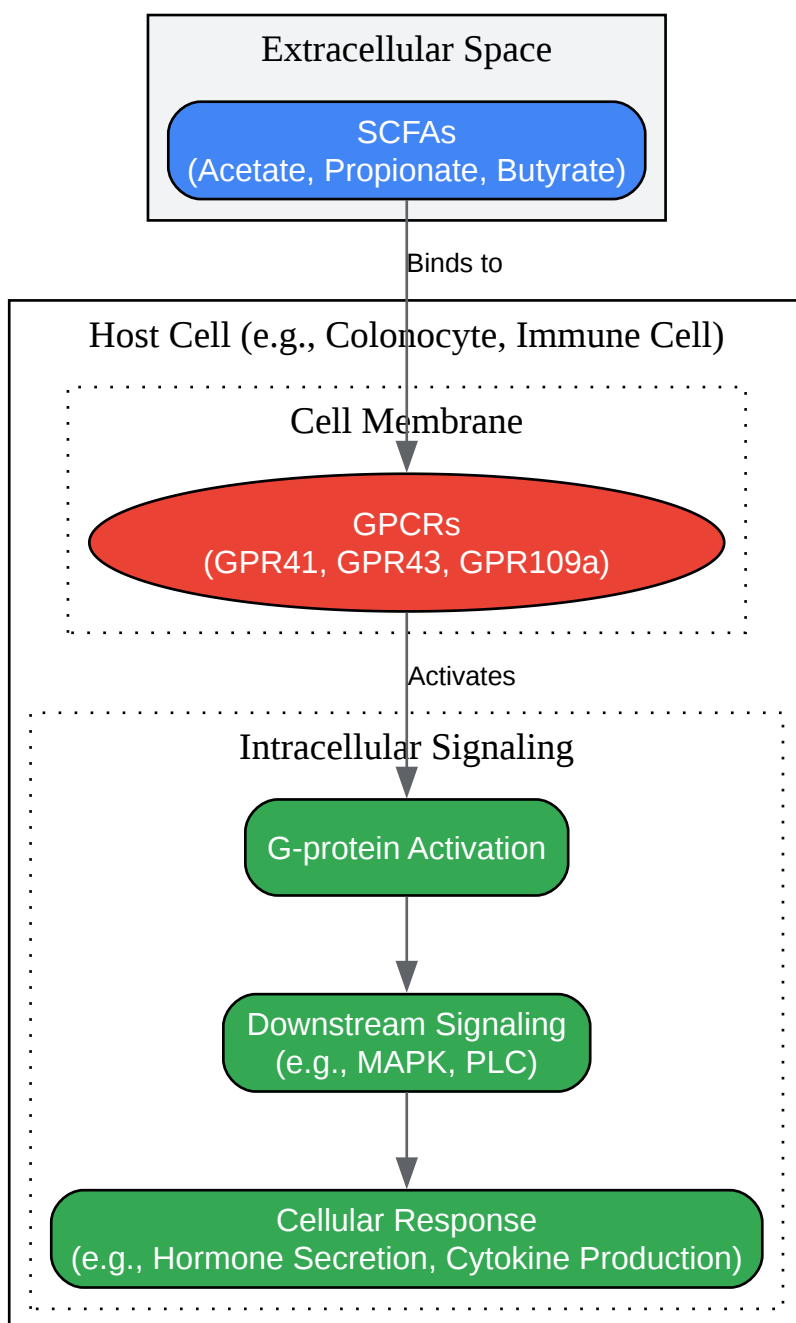 Extracellular Space
SCFAs
(Acetate, Propionate, Butyrate)
Binds to
Host Cell (e.g., Colonocyte, Immune Cell)
Cell Membrane
GPCRs
(GPR41, GPR43, GPR109a)
Activates
Intracellular Signaling
G-protein Activation
Downstream Signaling
(e.g., MAPK, PLC)
Cellular Response
(e.g., Hormone Secretion, Cytokine Production)